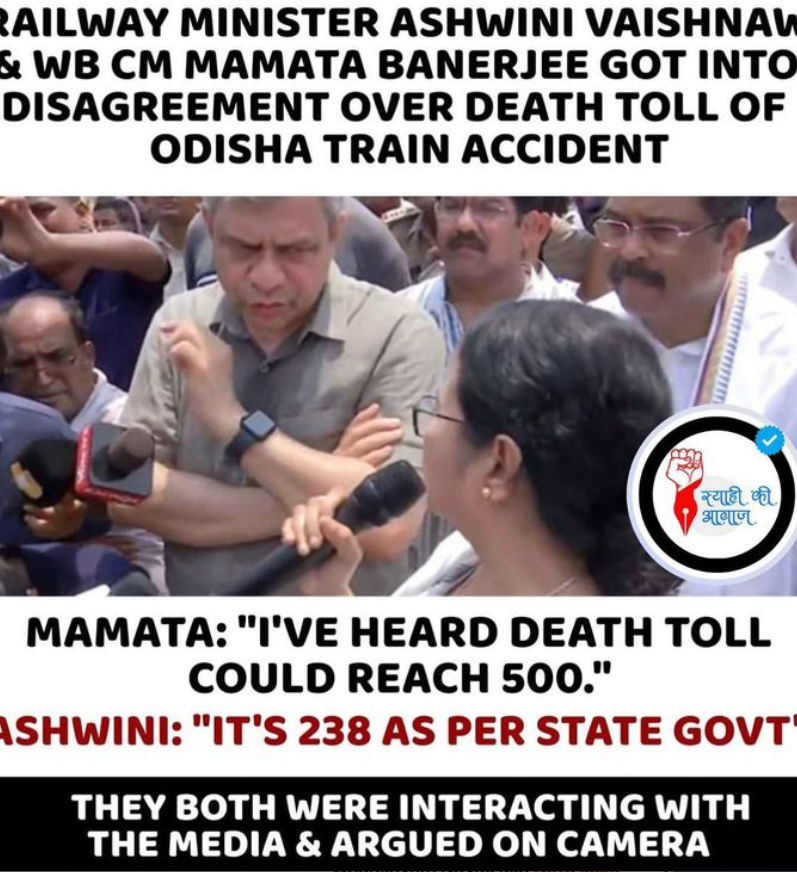 RAILWAY MINISTER ASHWINI VAISHNAW
& WB CM MAMATA BANERJEE GOT INTO
DISAGREEMENT OVER DEATH TOLL OF
ODISHA TRAIN ACCIDENT
स्याही की
आगाज
MAMATA: "I'VE HEARD DEATH TOLL
COULD REACH 500."
ASHWINI: "IT'S 238 AS PER STATE GOVT"
THEY BOTH WERE INTERACTING WITH
THE MEDIA & ARGUED ON CAMERA